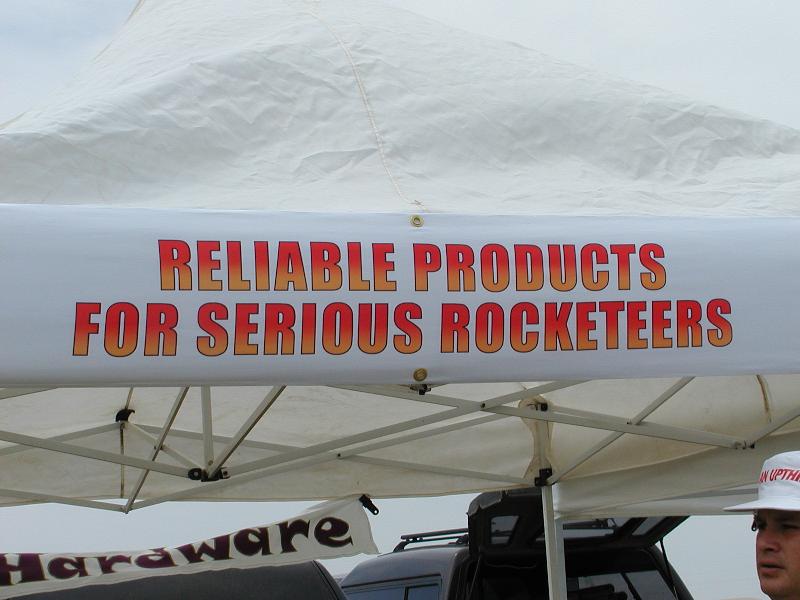 RELIABLE PRODUCTS
FOR SERIOUS ROCKETEERS
Hardware